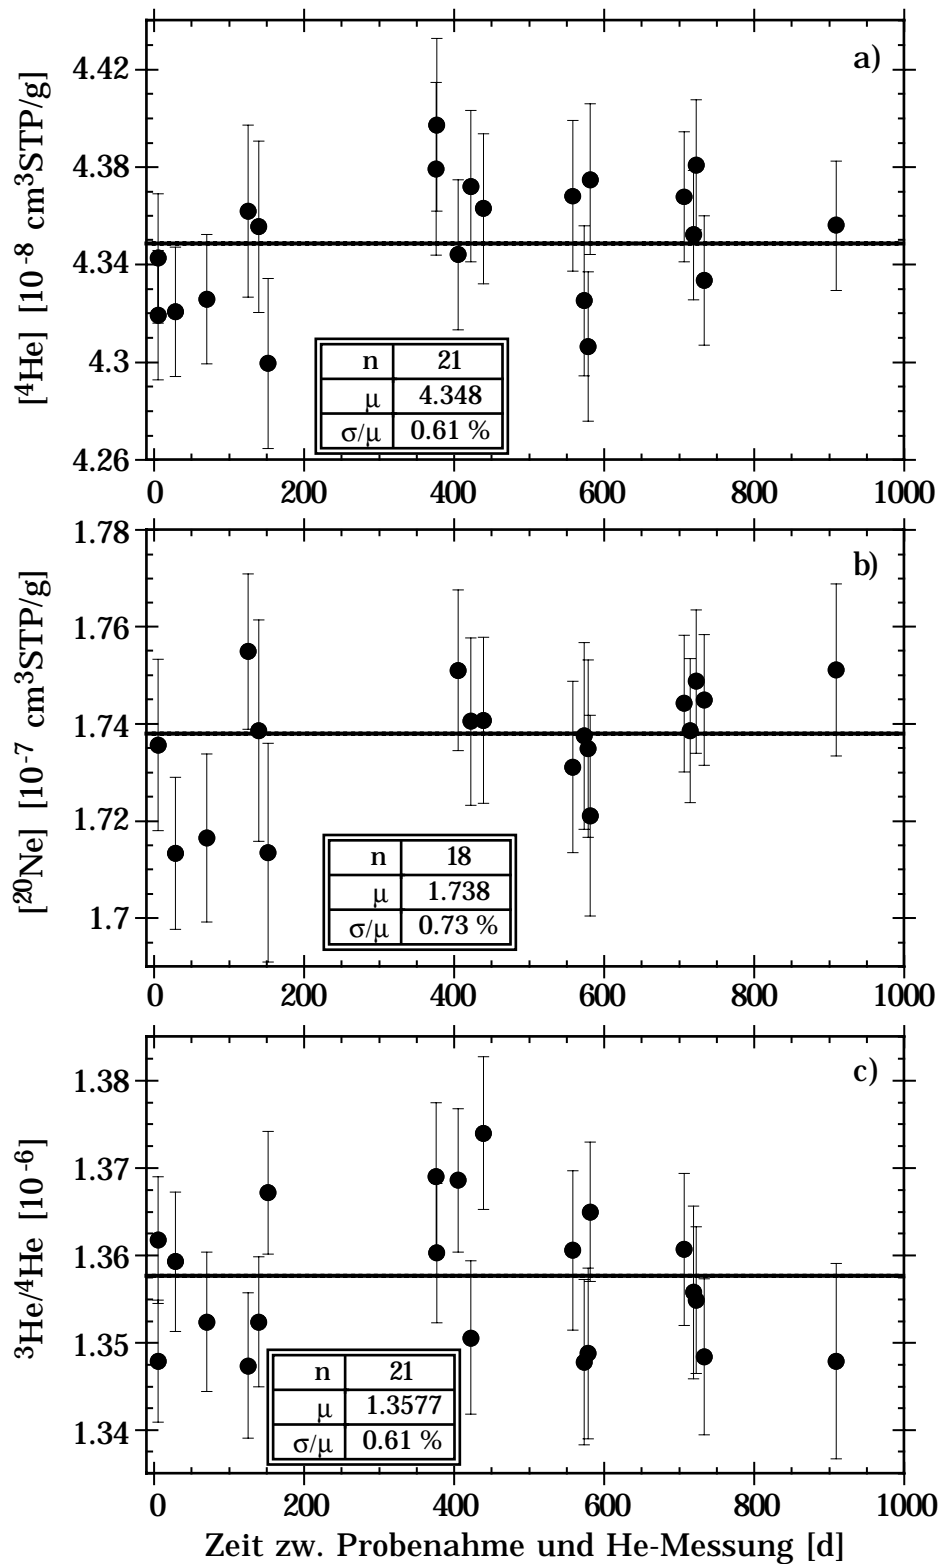 a)
[⁴He] [10⁻⁸ cm³STP/g]
4.42
4.38
4.34
4.3
4.26
n 21
μ 4.348
σ/μ 0.61 %
0 200 400 600 800 1000
b)
[²⁰Ne] [10⁻⁷ cm³STP/g]
1.78
1.76
1.74
1.72
1.7
n 18
μ 1.738
σ/μ 0.73 %
0 200 400 600 800 1000
c)
³He/⁴He [10⁻⁶]
1.38
1.37
1.36
1.35
1.34
n 21
μ 1.3577
σ/μ 0.61 %
0 200 400 600 800 1000
Zeit zw. Probenahme und He-Messung [d]